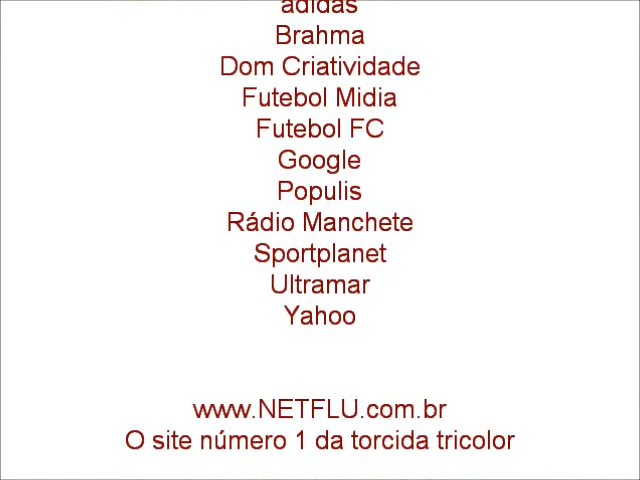 adidas
Brahma
Dom Criatividade
Futebol Midia
Futebol FC
Google
Populis
Rádio Manchete
Sportplanet
Ultramar
Yahoo
www.NETFLU.com.br
O site número 1 da torcida tricolor